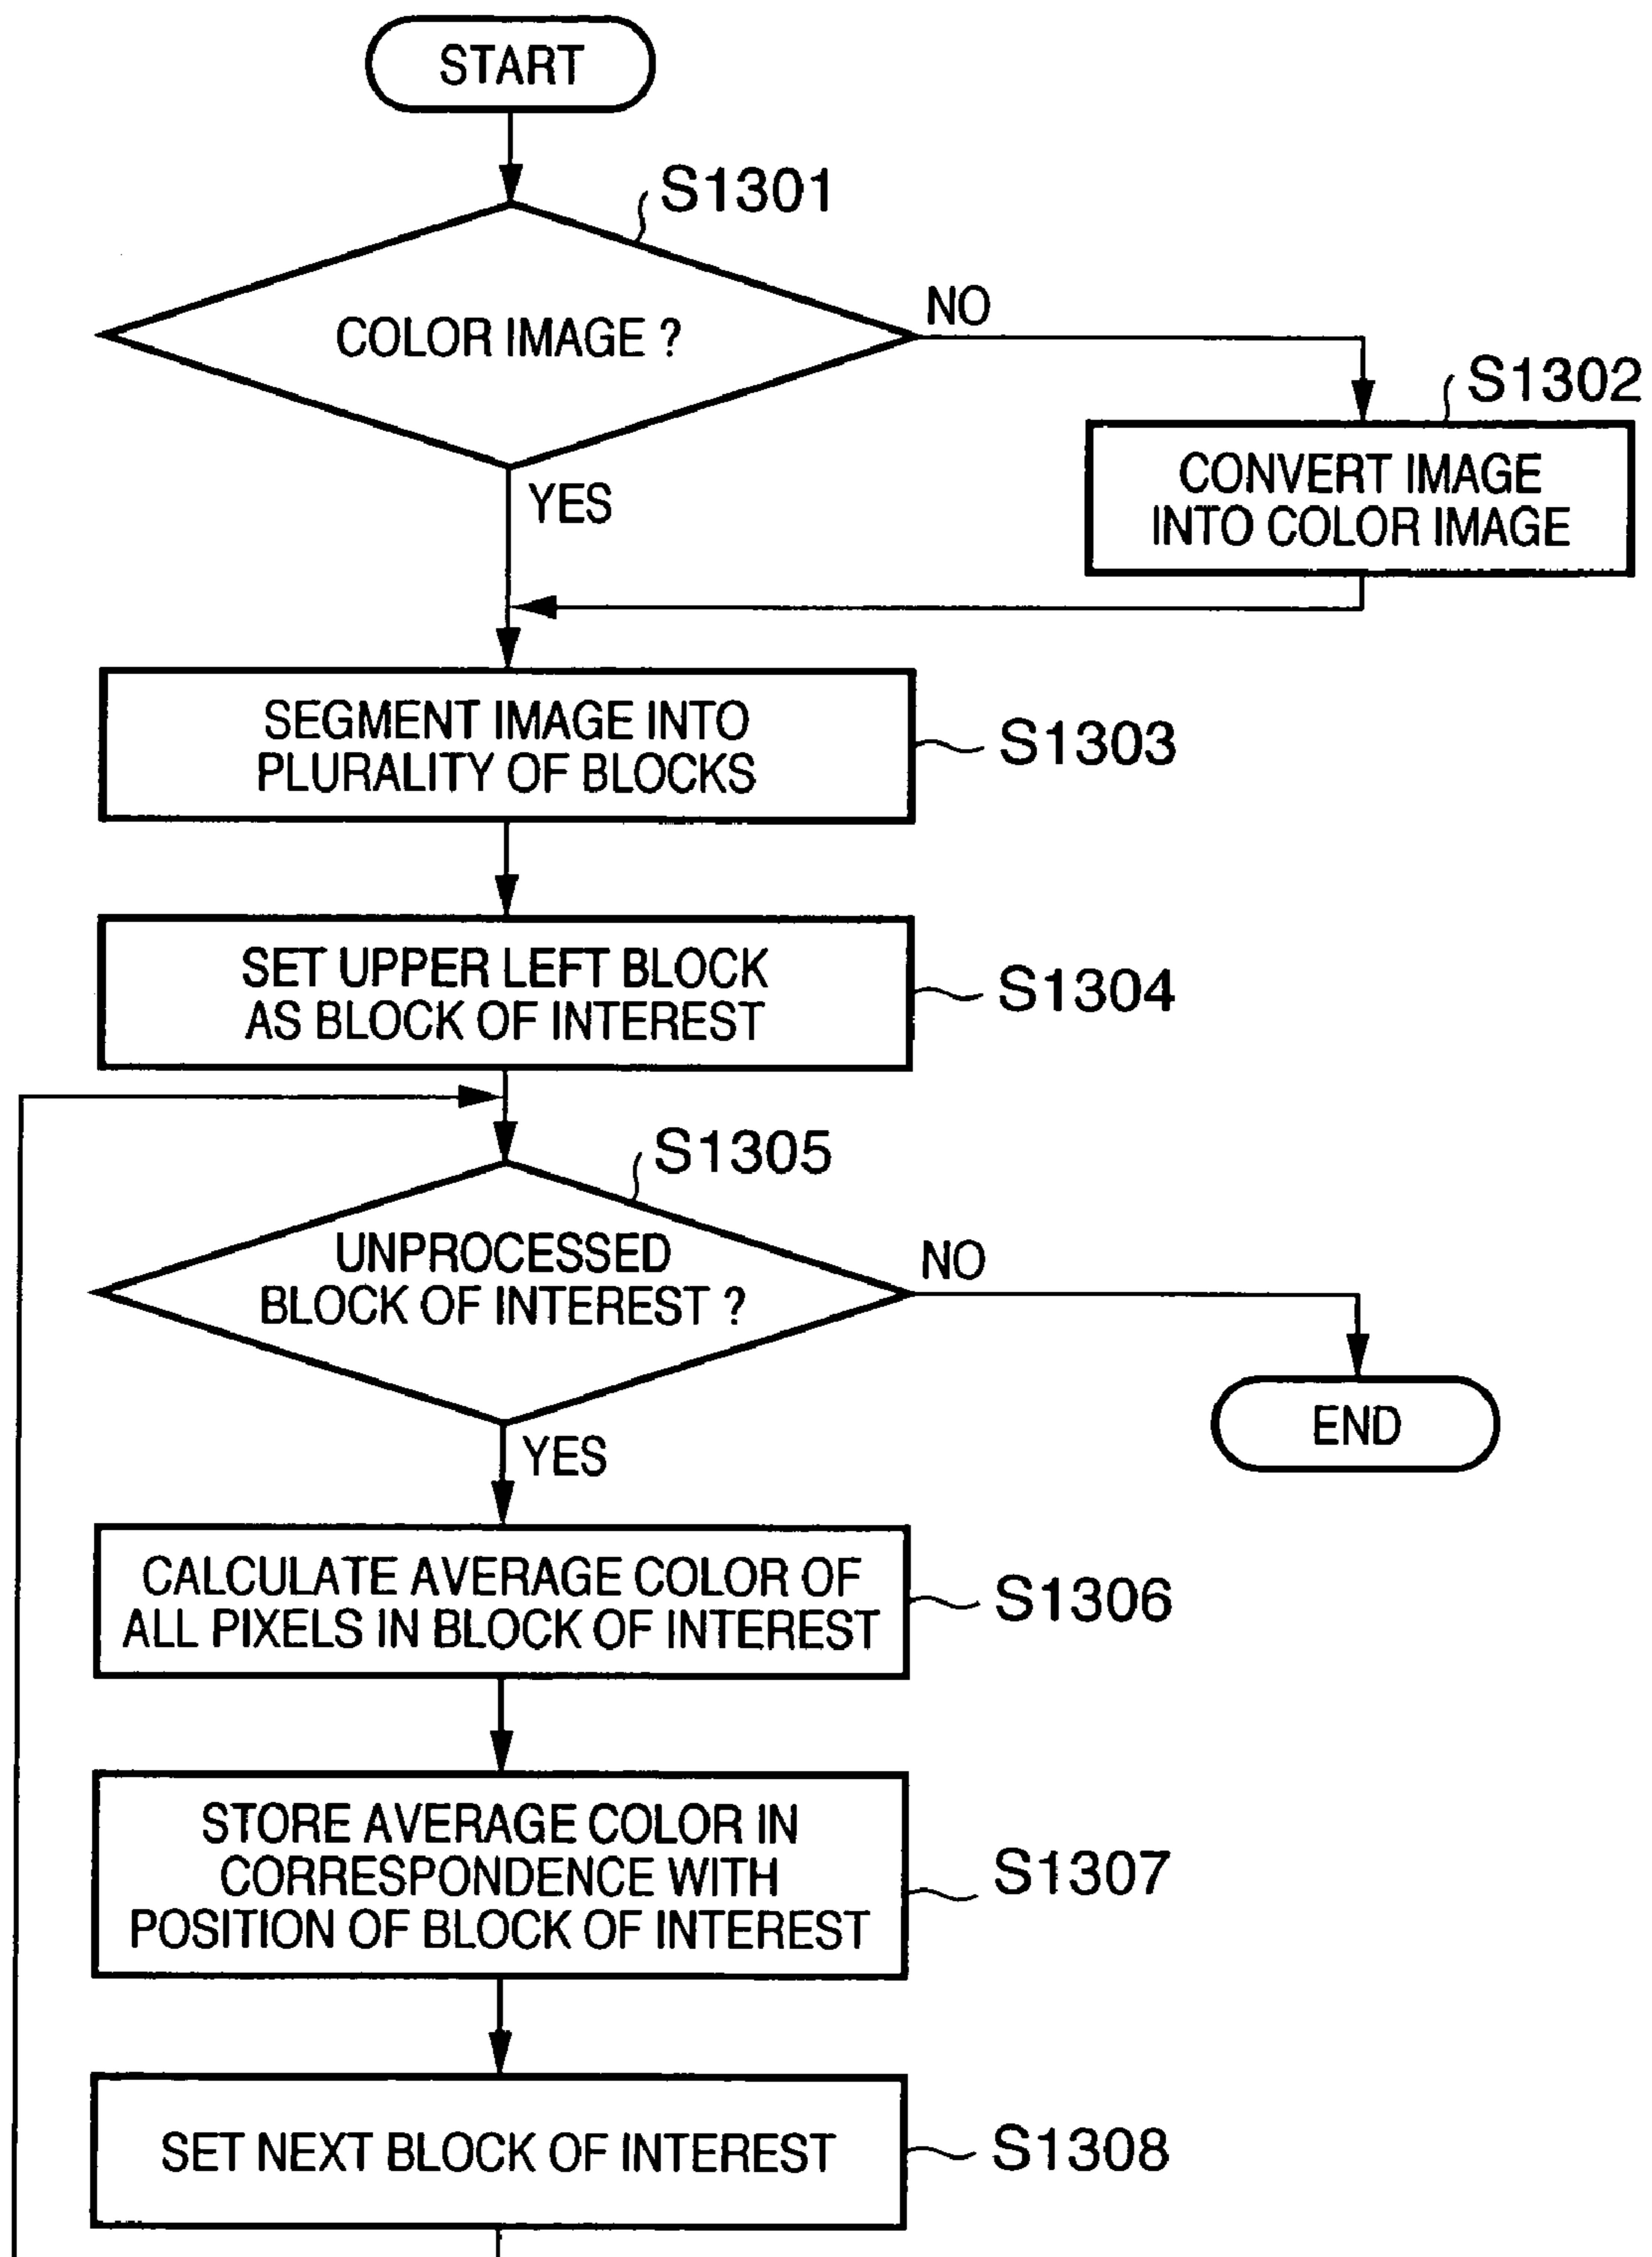 START
S1301
COLOR IMAGE ?
NO
S1302
CONVERT IMAGE
INTO COLOR IMAGE
YES
SEGMENT IMAGE INTO
PLURALITY OF BLOCKS
S1303
SET UPPER LEFT BLOCK
AS BLOCK OF INTEREST
S1304
S1305
UNPROCESSED
BLOCK OF INTEREST ?
NO
END
YES
CALCULATE AVERAGE COLOR OF
ALL PIXELS IN BLOCK OF INTEREST
S1306
STORE AVERAGE COLOR IN
CORRESPONDENCE WITH
POSITION OF BLOCK OF INTEREST
S1307
SET NEXT BLOCK OF INTEREST
S1308